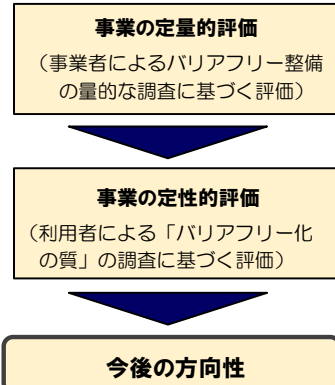 事業の定量的評価
（事業者によるバリアフリー整備
の量的な調査に基づく評価）
事業の定性的評価
（利用者による「バリアフリー化
の質」の調査に基づく評価）
今後の方向性